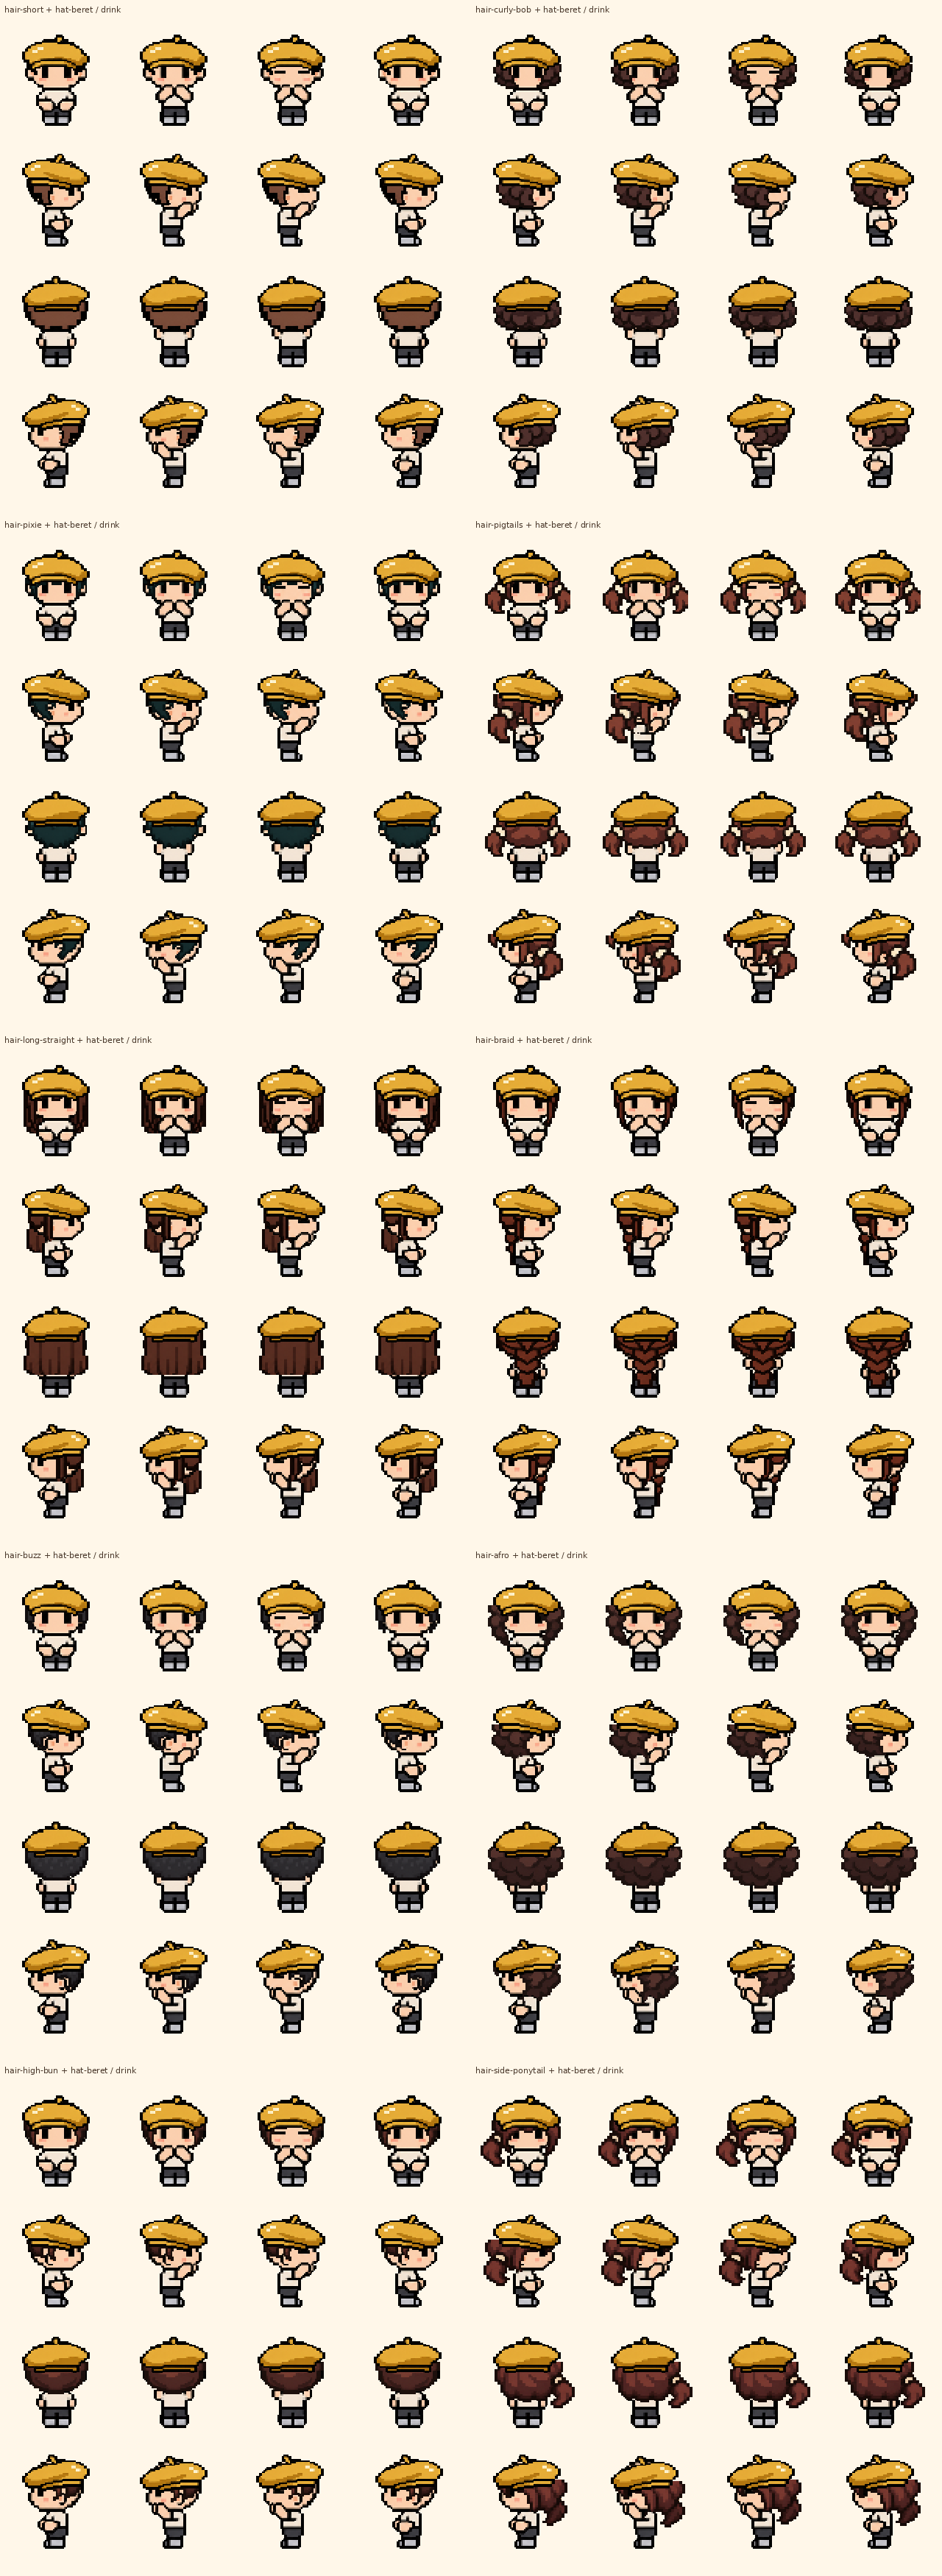 hair-short + hat-beret / drink
hair-curly-bob + hat-beret / drink
hair-pixie + hat-beret / drink
hair-pigtails + hat-beret / drink
hair-long-straight + hat-beret / drink
hair-braid + hat-beret / drink
hair-buzz + hat-beret / drink
hair-afro + hat-beret / drink
hair-high-bun + hat-beret / drink
hair-side-ponytail + hat-beret / drink